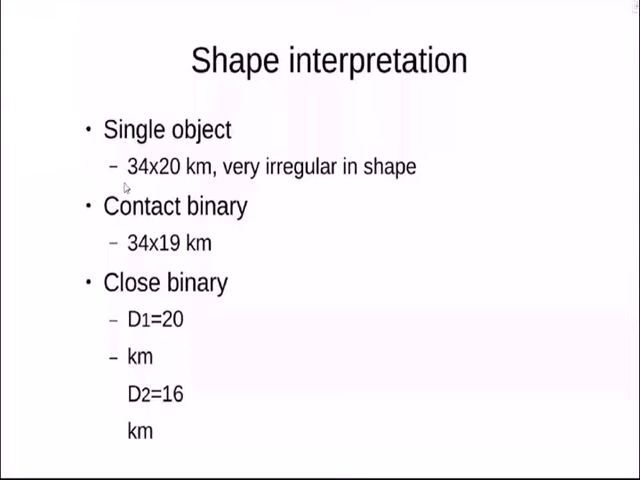 Shape interpretation
• Single object
– 34x20 km, very irregular in shape
• Contact binary
– 34x19 km
• Close binary
– D1=20
– km
D2=16
km